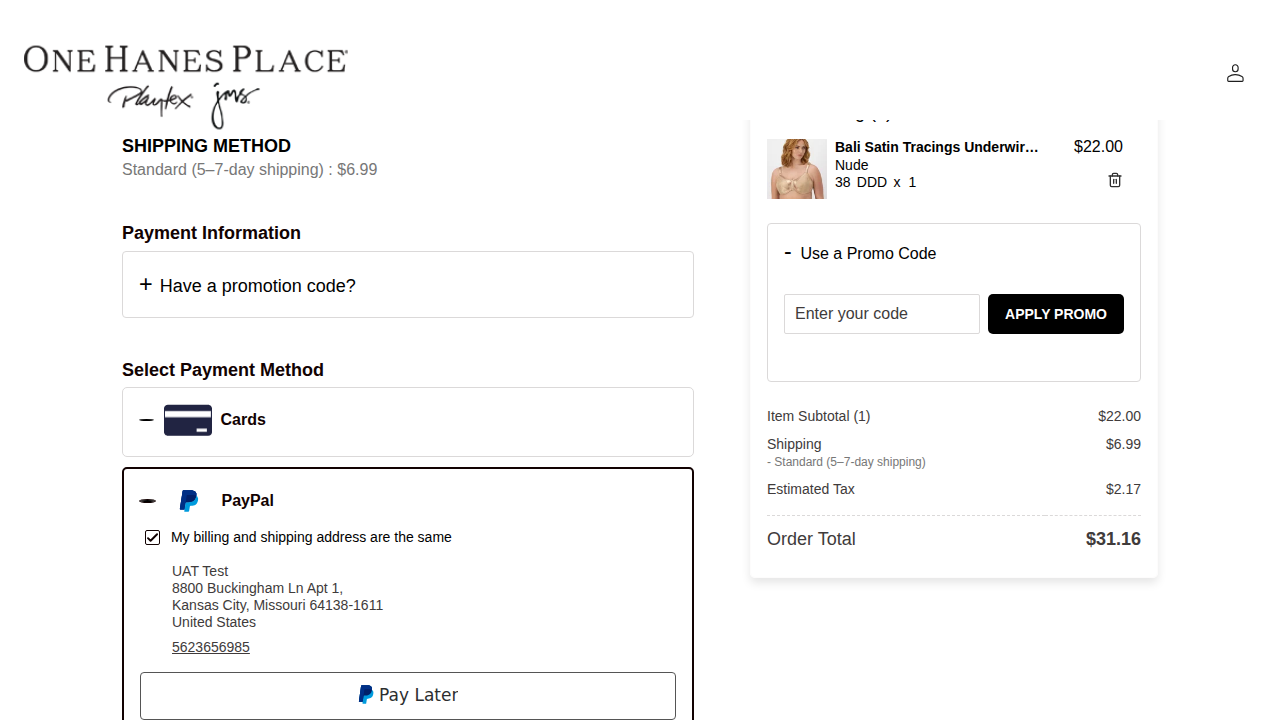 ONE HANES PLACE
Playtex jms
SHIPPING METHOD
Standard (5–7-day shipping) : $6.99
Payment Information
+ Have a promotion code?
Select Payment Method
Cards
PayPal
My billing and shipping address are the same
UAT Test
8800 Buckingham Ln Apt 1,
Kansas City, Missouri 64138-1611
United States
5623656985
Pay Later
Bali Satin Tracings Underwir... $22.00
Nude
38 DDD x 1
- Use a Promo Code
Enter your code APPLY PROMO
Item Subtotal (1) $22.00
Shipping $6.99
- Standard (5–7-day shipping)
Estimated Tax $2.17
Order Total $31.16